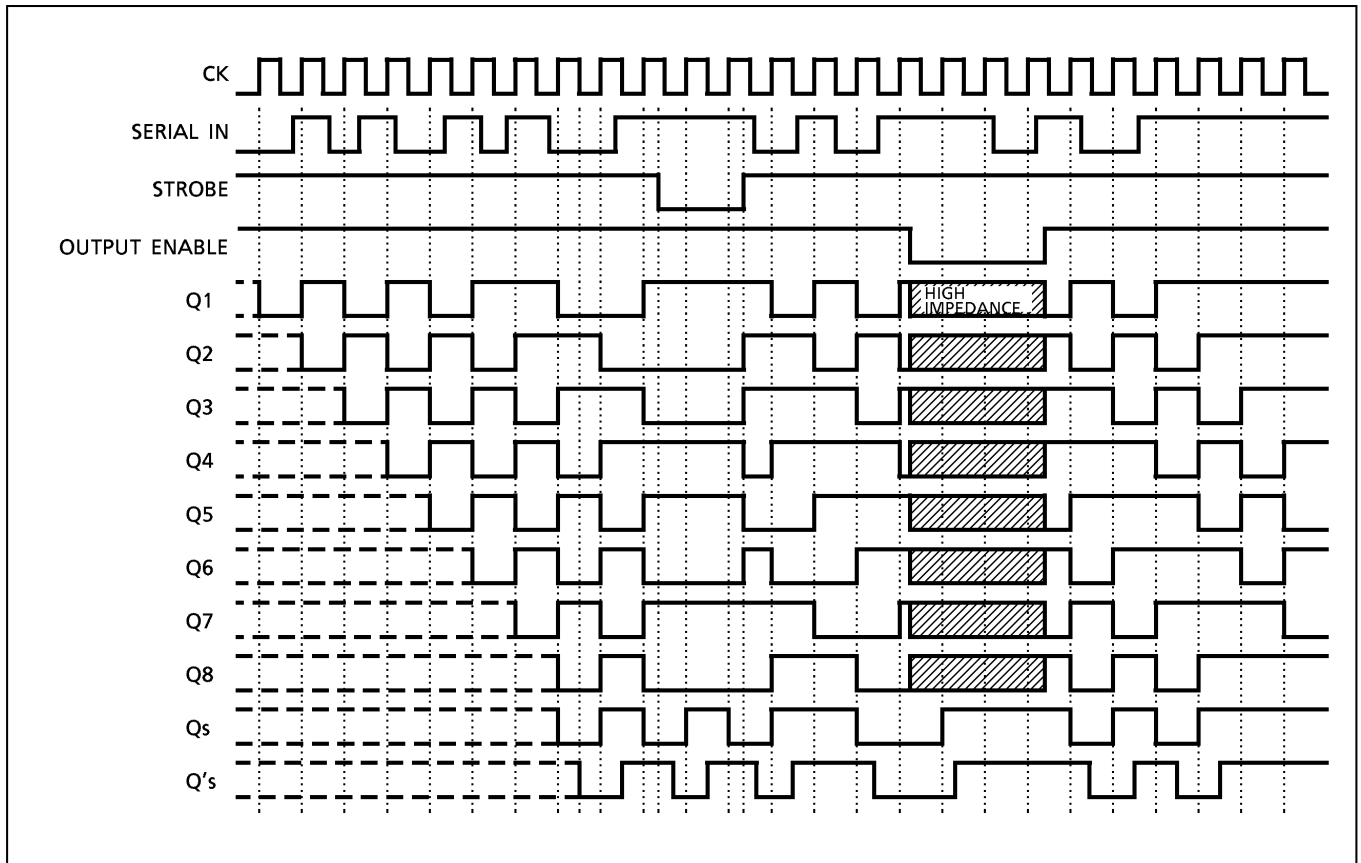 CK
SERIAL IN
STROBE
OUTPUT ENABLE
Q1
HIGH
IMPEDANCE
Q2
Q3
Q4
Q5
Q6
Q7
Q8
Qs
Q's